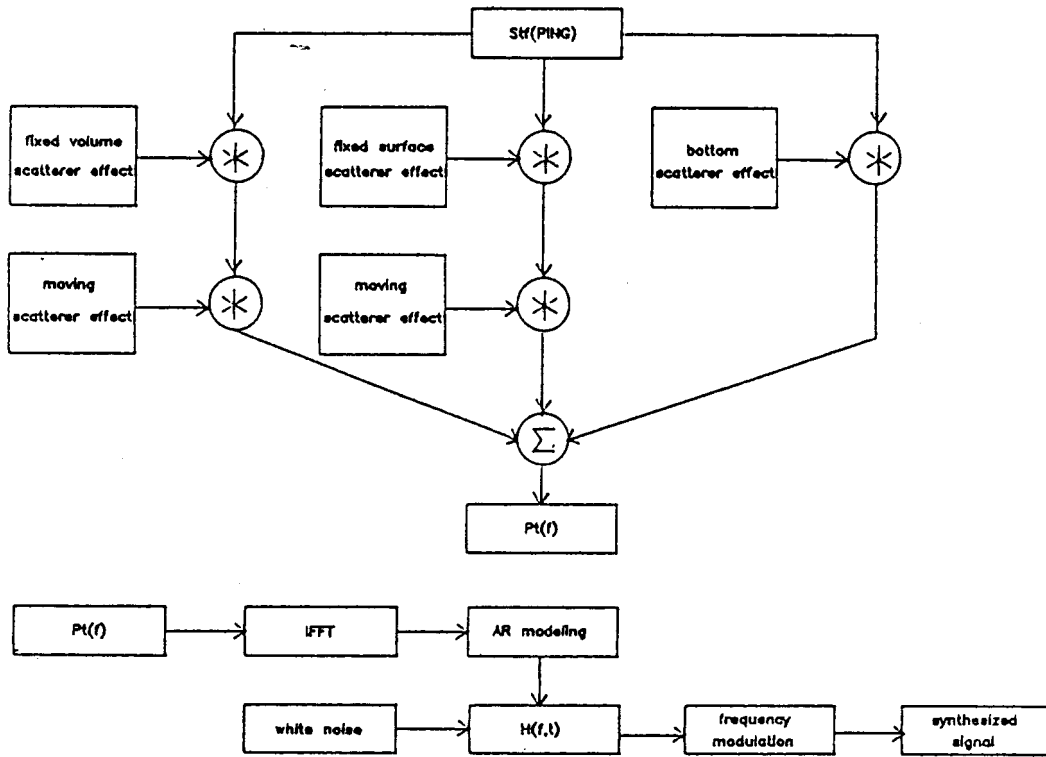 Stf(PING)
fixed volume
scatterer effect
*
fixed surface
scatterer effect
*
bottom
scatterer effect
*
moving
scatterer effect
*
moving
scatterer effect
*
Σ
Pt(f)
Pt(f)
IFFT
AR modeling
white noise
H(f,t)
frequency
modulation
synthesized
signal